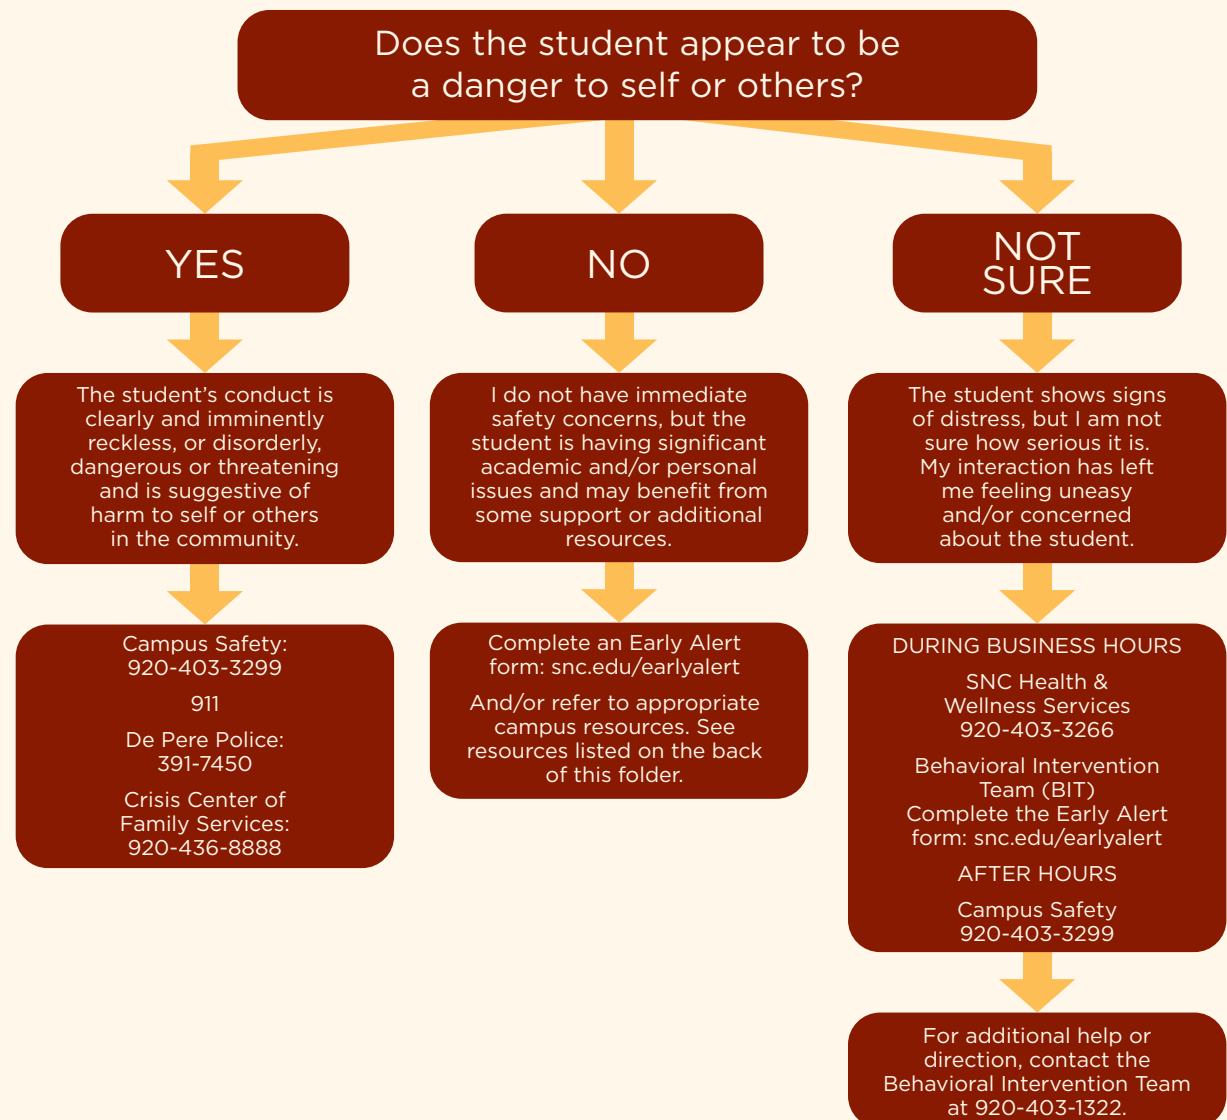 Does the student appear to be
a danger to self or others?
YES
The student’s conduct is
clearly and imminently
reckless, or disorderly,
dangerous or threatening
and is suggestive of
harm to self or others
in the community.
Campus Safety:
920-403-3299
911
De Pere Police:
391-7450
Crisis Center of
Family Services:
920-436-8888
NO
I do not have immediate
safety concerns, but the
student is having significant
academic and/or personal
issues and may benefit from
some support or additional
resources.
Complete an Early Alert
form: snc.edu/earlyalert
And/or refer to appropriate
campus resources. See
resources listed on the back
of this folder.
NOT
SURE
The student shows signs
of distress, but I am not
sure how serious it is.
My interaction has left
me feeling uneasy
and/or concerned
about the student.
DURING BUSINESS HOURS
SNC Health &
Wellness Services
920-403-3266
Behavioral Intervention
Team (BIT)
Complete the Early Alert
form: snc.edu/earlyalert
AFTER HOURS
Campus Safety
920-403-3299
For additional help or
direction, contact the
Behavioral Intervention Team
at 920-403-1322.